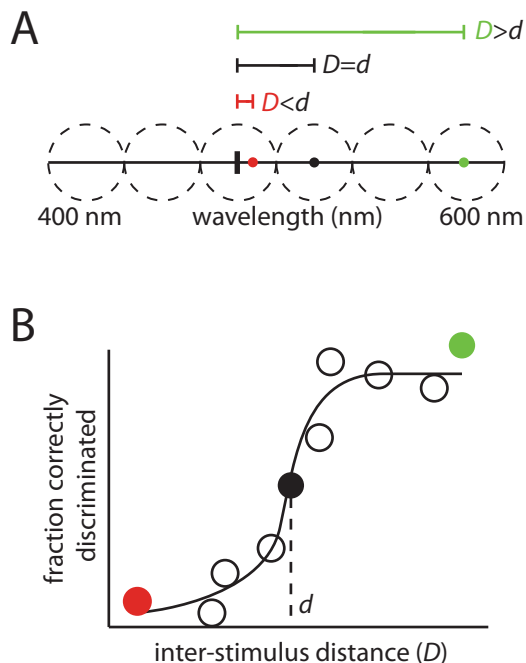 A
D>d
D=d
D<d
400 nm
wavelength (nm)
600 nm
B
fraction correctly
discriminated
d
inter-stimulus distance (D)